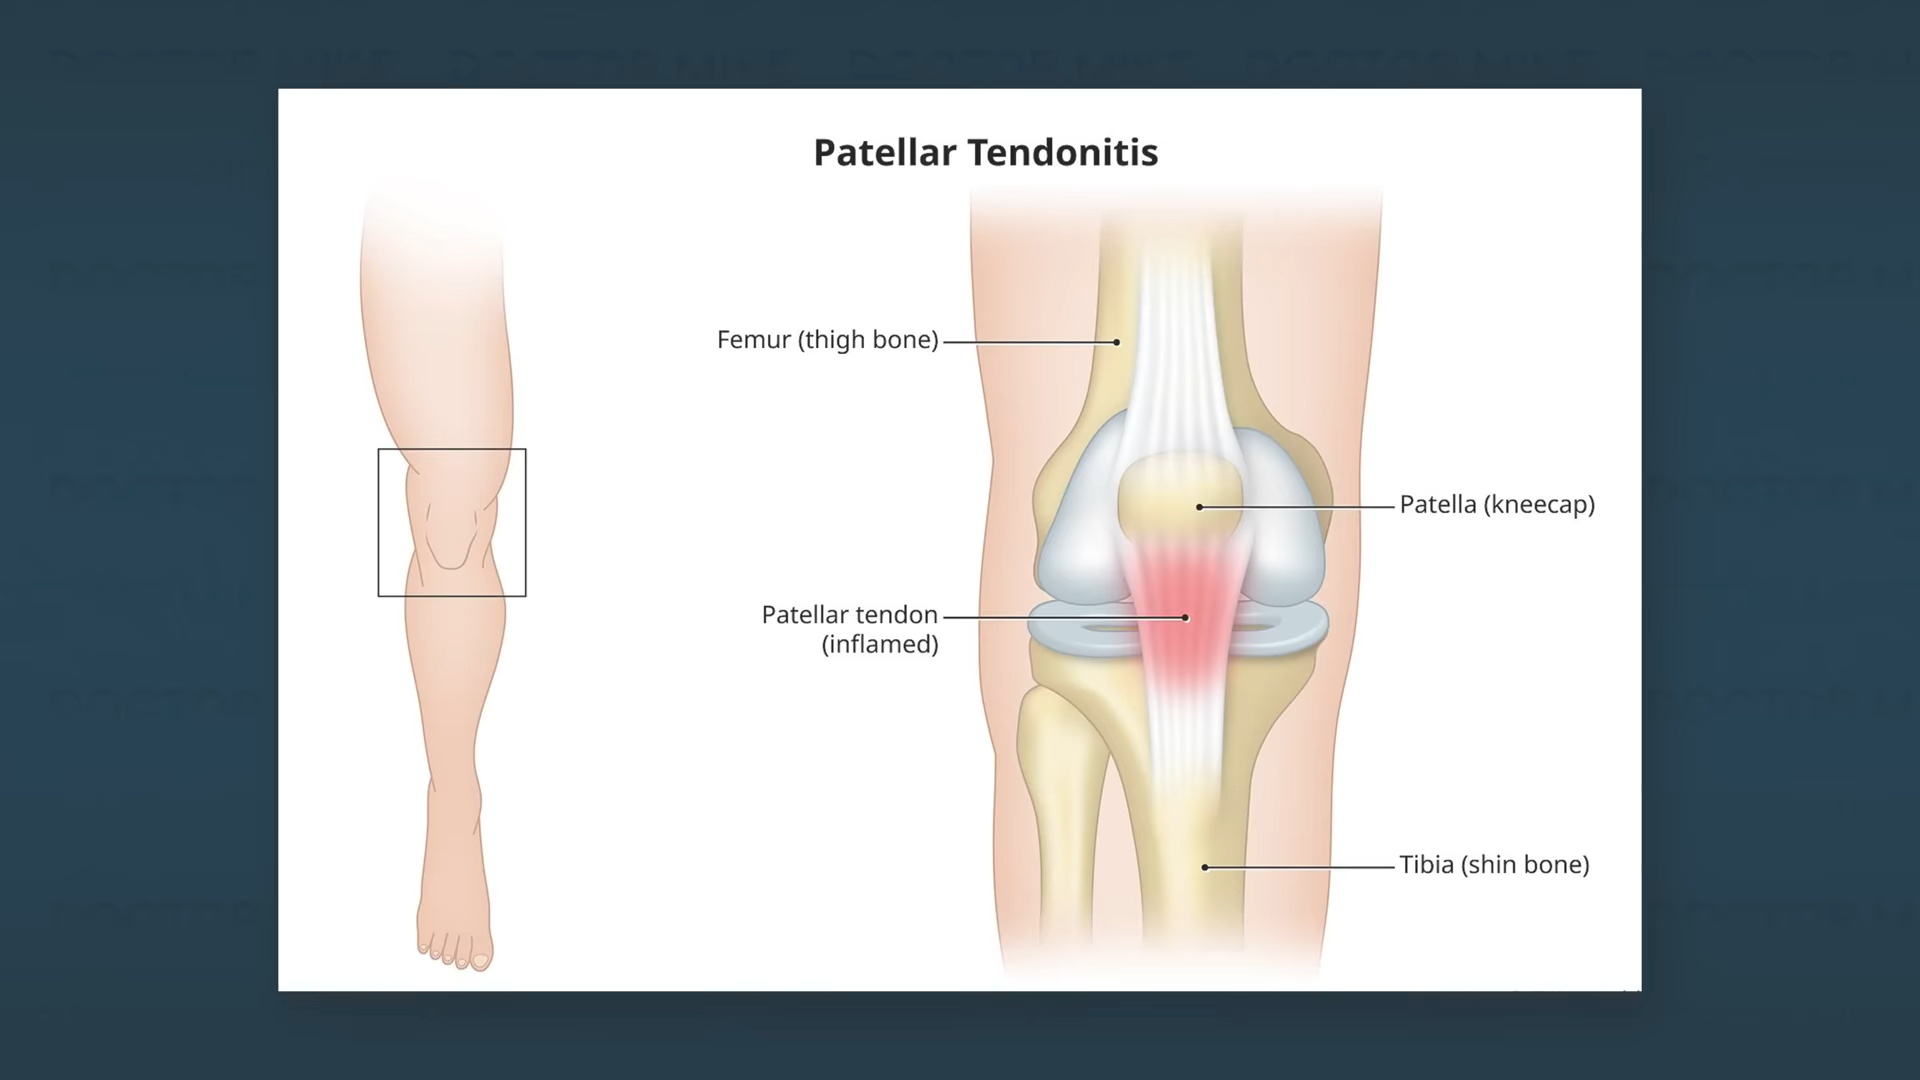 Patellar Tendonitis
Femur (thigh bone)
Patella (kneecap)
Patellar tendon
(inflamed)
Tibia (shin bone)